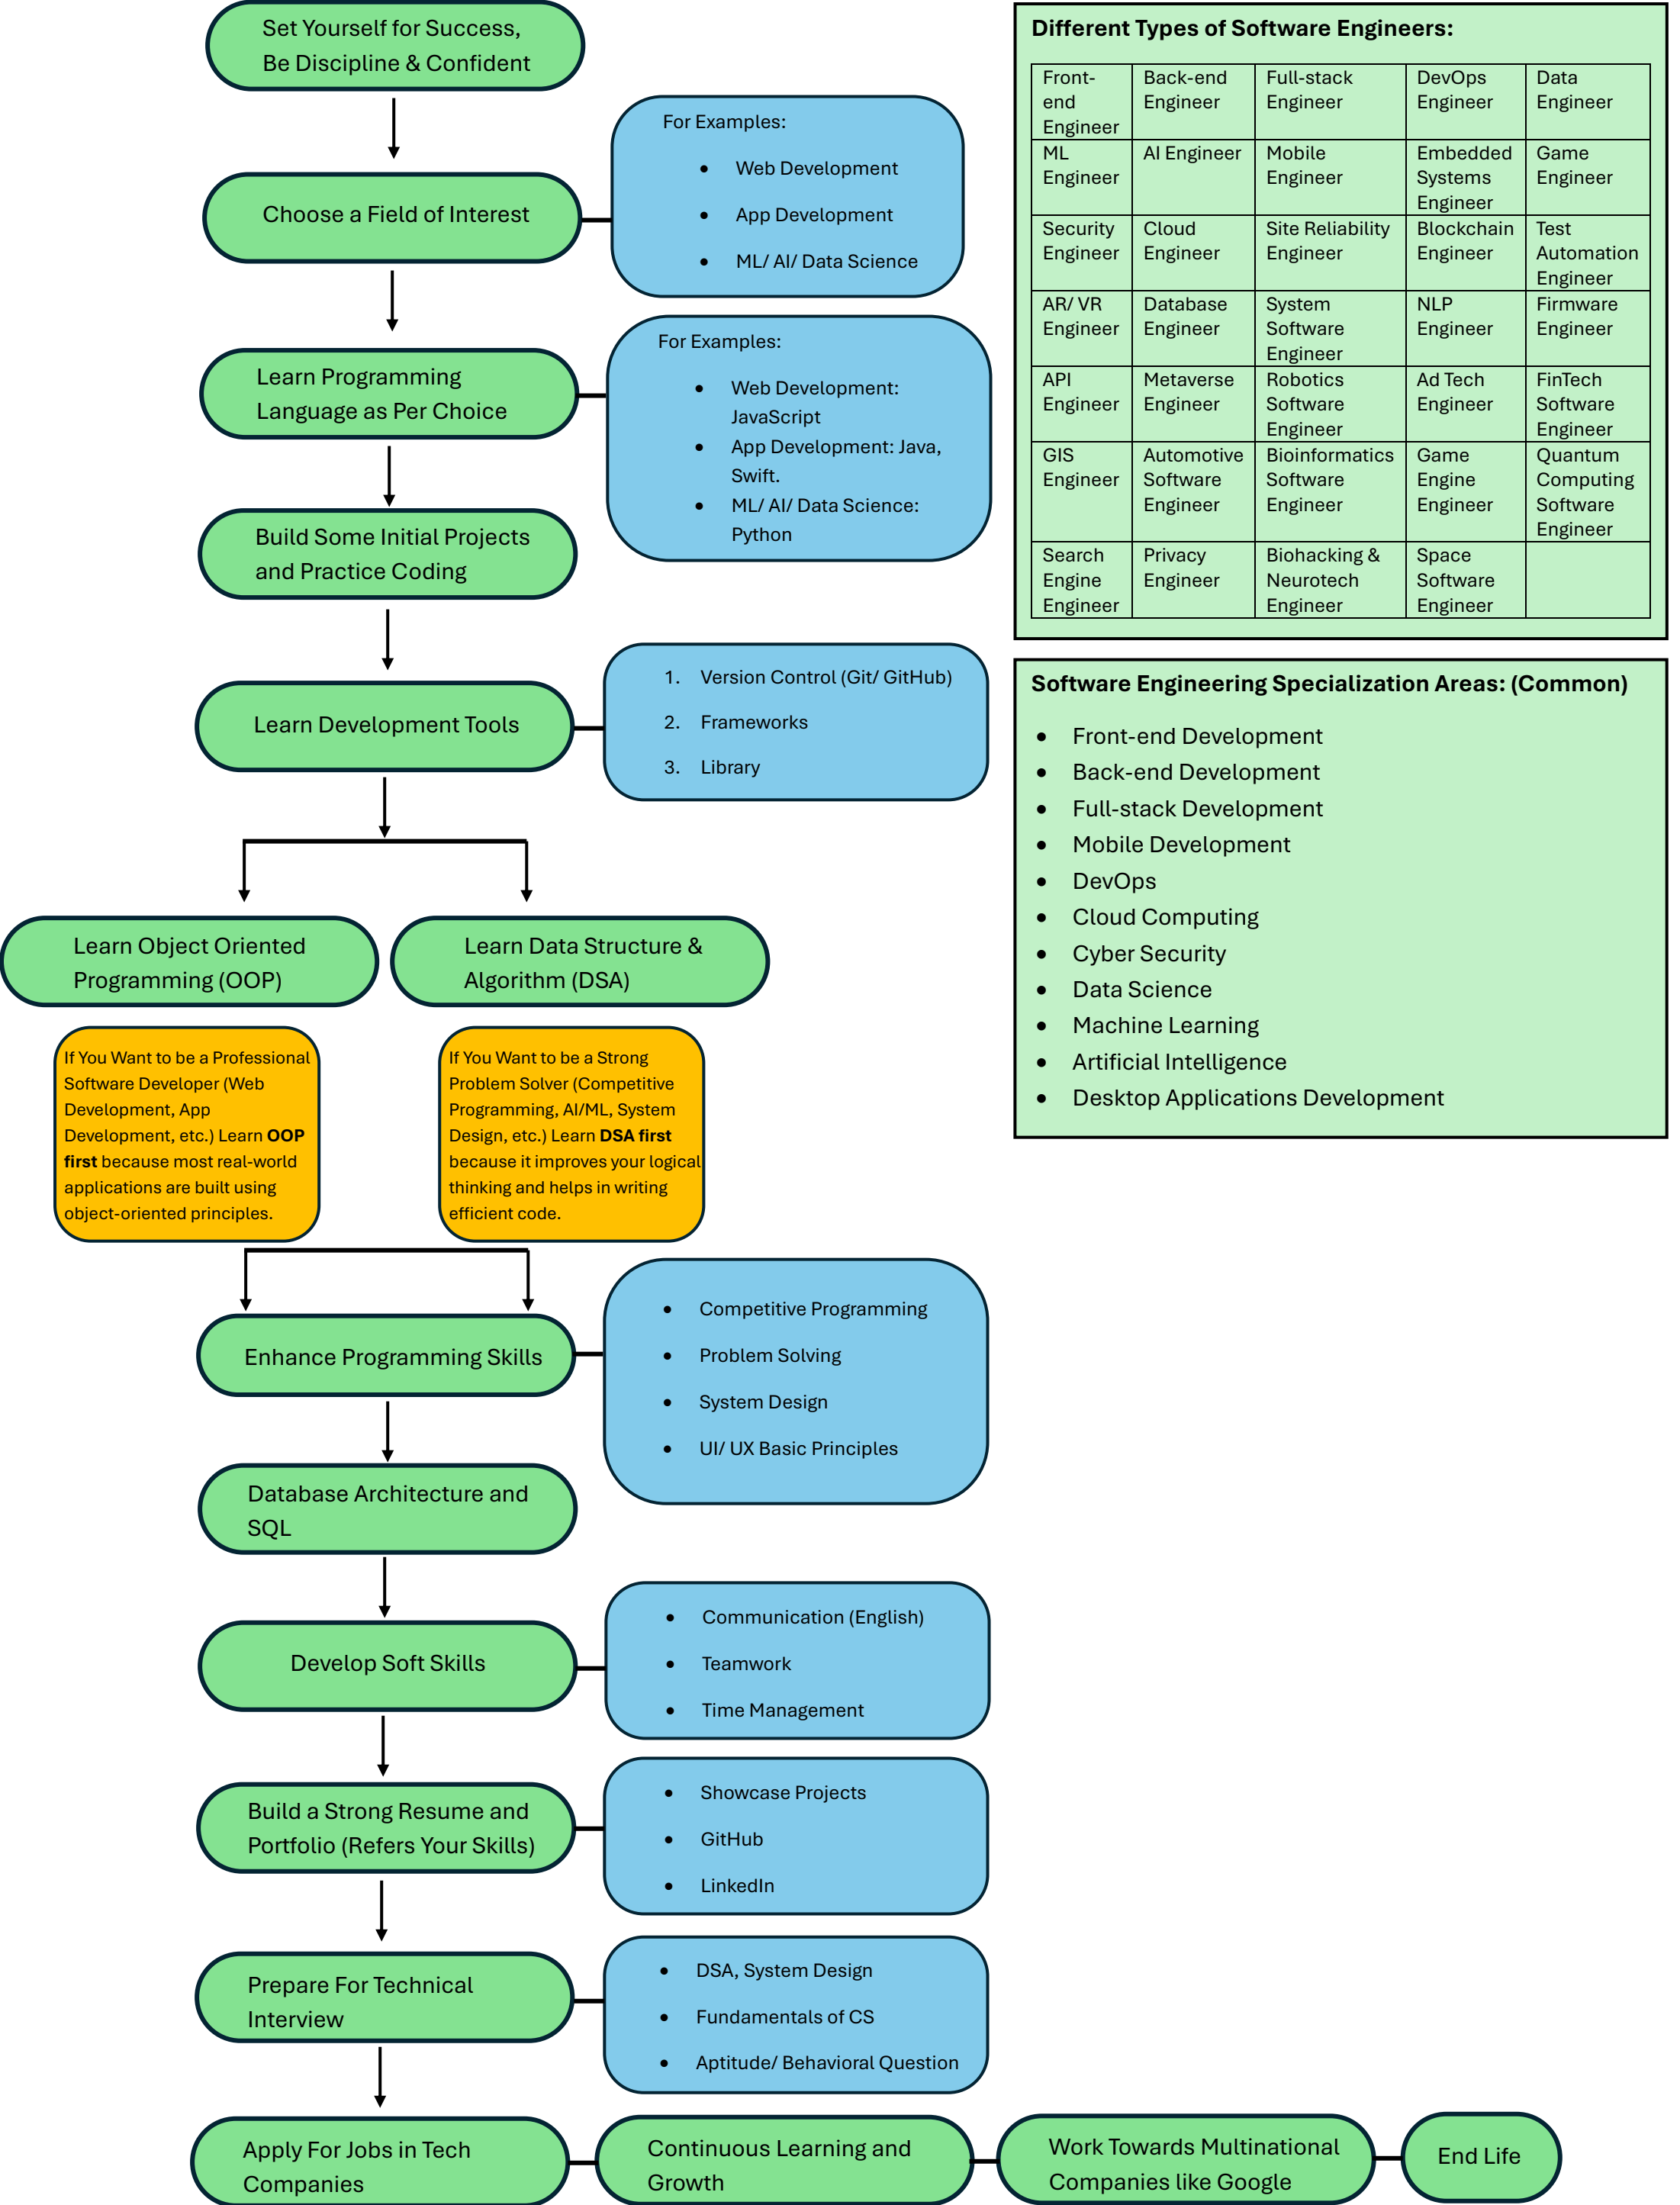 Set Yourself for Success,
Be Discipline & Confident
For Examples:
• Web Development
• App Development
• ML/ AI/ Data Science
Choose a Field of Interest
For Examples:
• Web Development:
JavaScript
• App Development: Java,
Swift.
• ML/ AI/ Data Science:
Python
Learn Programming
Language as Per Choice
Build Some Initial Projects
and Practice Coding
1. Version Control (Git/ GitHub)
2. Frameworks
3. Library
Learn Development Tools
Learn Object Oriented
Programming (OOP)
Learn Data Structure &
Algorithm (DSA)
If You Want to be a Professional
Software Developer (Web
Development, App
Development, etc.) Learn OOP
first because most real-world
applications are built using
object-oriented principles.
If You Want to be a Strong
Problem Solver (Competitive
Programming, AI/ML, System
Design, etc.) Learn DSA first
because it improves your logical
thinking and helps in writing
efficient code.
Enhance Programming Skills
• Competitive Programming
• Problem Solving
• System Design
• UI/ UX Basic Principles
Database Architecture and
SQL
Develop Soft Skills
• Communication (English)
• Teamwork
• Time Management
Build a Strong Resume and
Portfolio (Refers Your Skills)
• Showcase Projects
• GitHub
• LinkedIn
Prepare For Technical
Interview
• DSA, System Design
• Fundamentals of CS
• Aptitude/ Behavioral Question
Apply For Jobs in Tech
Companies
Continuous Learning and
Growth
Work Towards Multinational
Companies like Google
End Life
Different Types of Software Engineers:
Front-
end
Engineer
Back-end
Engineer
Full-stack
Engineer
DevOps
Engineer
Data
Engineer
ML
Engineer
AI Engineer
Mobile
Engineer
Embedded
Systems
Engineer
Game
Engineer
Security
Engineer
Cloud
Engineer
Site Reliability
Engineer
Blockchain
Engineer
Test
Automation
Engineer
AR/ VR
Engineer
Database
Engineer
System
Software
Engineer
NLP
Engineer
Firmware
Engineer
API
Engineer
Metaverse
Engineer
Robotics
Software
Engineer
Ad Tech
Engineer
FinTech
Software
Engineer
GIS
Engineer
Automotive
Software
Engineer
Bioinformatics
Software
Engineer
Game
Engine
Engineer
Quantum
Computing
Software
Engineer
Search
Engine
Engineer
Privacy
Engineer
Biohacking &
Neurotech
Engineer
Space
Software
Engineer
Software Engineering Specialization Areas: (Common)
• Front-end Development
• Back-end Development
• Full-stack Development
• Mobile Development
• DevOps
• Cloud Computing
• Cyber Security
• Data Science
• Machine Learning
• Artificial Intelligence
• Desktop Applications Development